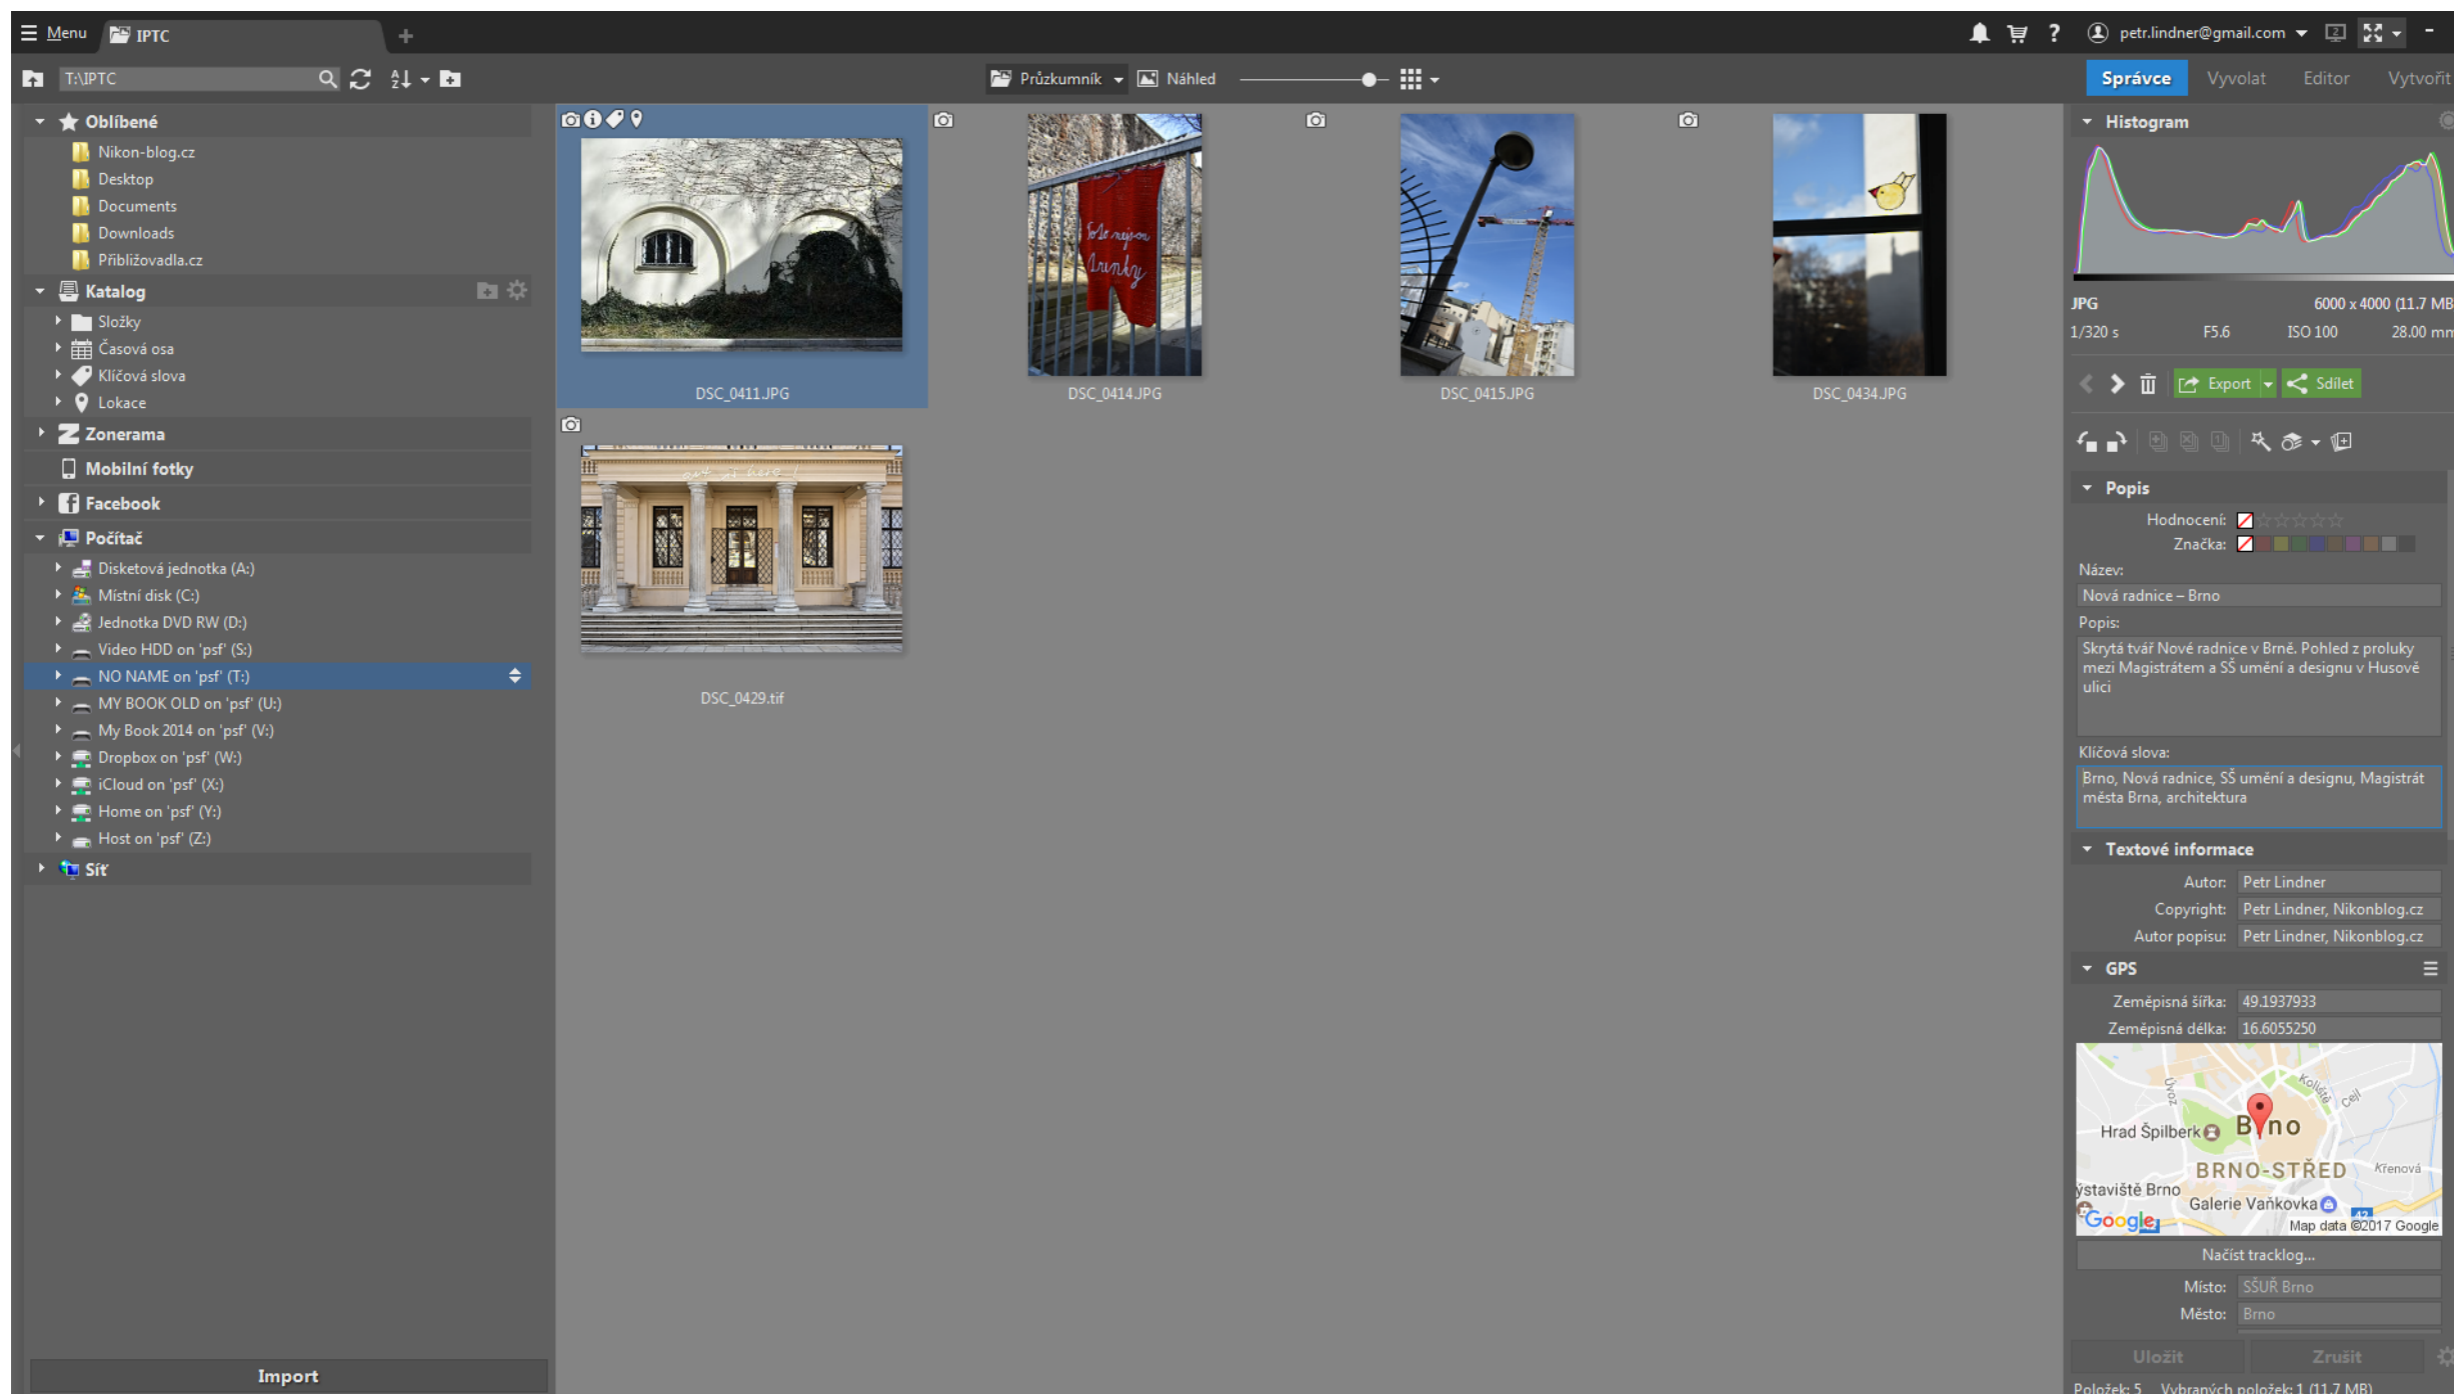 Menu
IPTC
petr.lindner@gmail.com
2
T:\IPTC
Průzkumník
Náhled
Správce
Vyvolat
Editor
Vytvořit
Oblíbené
Nikon-blog.cz
Desktop
Documents
Downloads
Přibližovadla.cz
Katalog
Složky
Časová osa
Klíčová slova
Lokace
Zonerama
Mobilní fotky
Facebook
Počítač
Disketová jednotka (A:)
Místní disk (C:)
Jednotka DVD RW (D:)
Video HDD on 'psf' (S:)
NO NAME on 'psf' (T:)
MY BOOK OLD on 'psf' (U:)
My Book 2014 on 'psf' (V:)
Dropbox on 'psf' (W:)
iCloud on 'psf' (X:)
Home on 'psf' (Y:)
Host on 'psf' (Z:)
Síť
Import
DSC_0411.JPG
DSC_0414.JPG
DSC_0415.JPG
DSC_0434.JPG
DSC_0429.tif
Histogram
JPG
6000 x 4000 (11.7 MB
1/320 s
F5.6
ISO 100
28.00 mm
Export
Sdílet
Popis
Hodnocení:
Značka:
Název:
Nová radnice – Brno
Popis:
Skrytá tvář Nové radnice v Brně. Pohled z proluky
mezi Magistrátem a SŠ umění a designu v Husově
ulici
Klíčová slova:
Brno, Nová radnice, SŠ umění a designu, Magistrát
města Brna, architektura
Textové informace
Autor: Petr Lindner
Copyright: Petr Lindner, Nikonblog.cz
Autor popisu: Petr Lindner, Nikonblog.cz
GPS
Zeměpisná šířka: 49.1937933
Zeměpisná délka: 16.6055250
Úvoz
Koliště
Cejl
Hrad Špilberk
Brno
BRNO-STŘED
Křenová
ýstaviště Brno
Galerie Vaňkovka
42
Google
Map data ©2017 Google
Načíst tracklog...
Místo: SŠUŘ Brno
Město: Brno
Uložit
Zrušit
Položek: 5 Vybraných položek: 1 (11.7 MB)